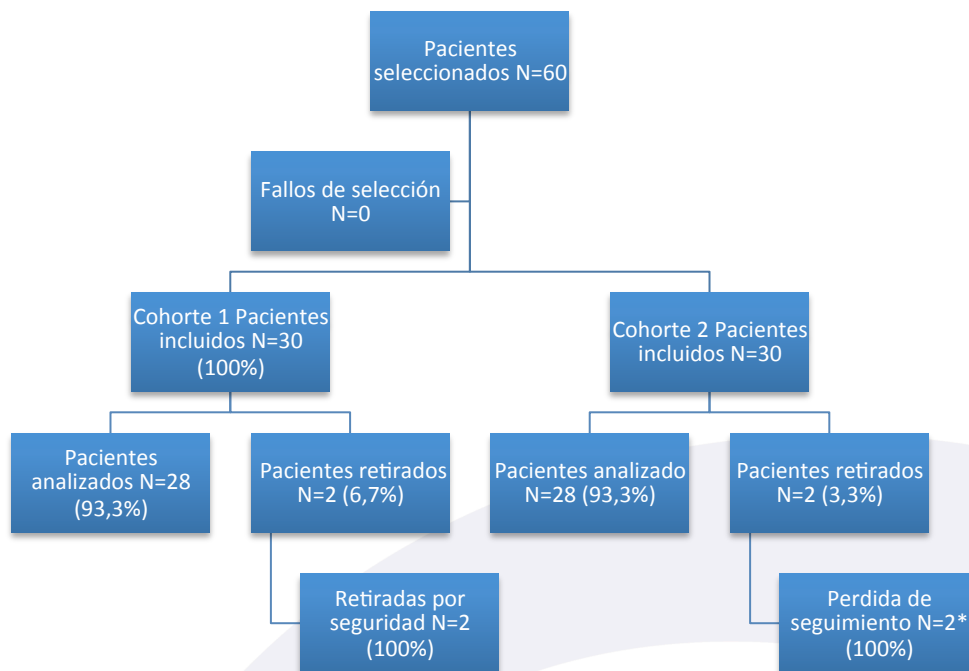 Pacientes
seleccionados N=60
Fallos de selección
N=0
Cohorte 1 Pacientes
incluidos N=30
(100%)
Cohorte 2 Pacientes
incluidos N=30
Pacientes
analizados N=28
(93,3%)
Pacientes retirados
N=2 (6,7%)
Pacientes analizado
N=28 (93,3%)
Pacientes retirados
N=2 (3,3%)
Retiradas por
seguridad N=2
(100%)
Perdida de
seguimiento N=2*
(100%)